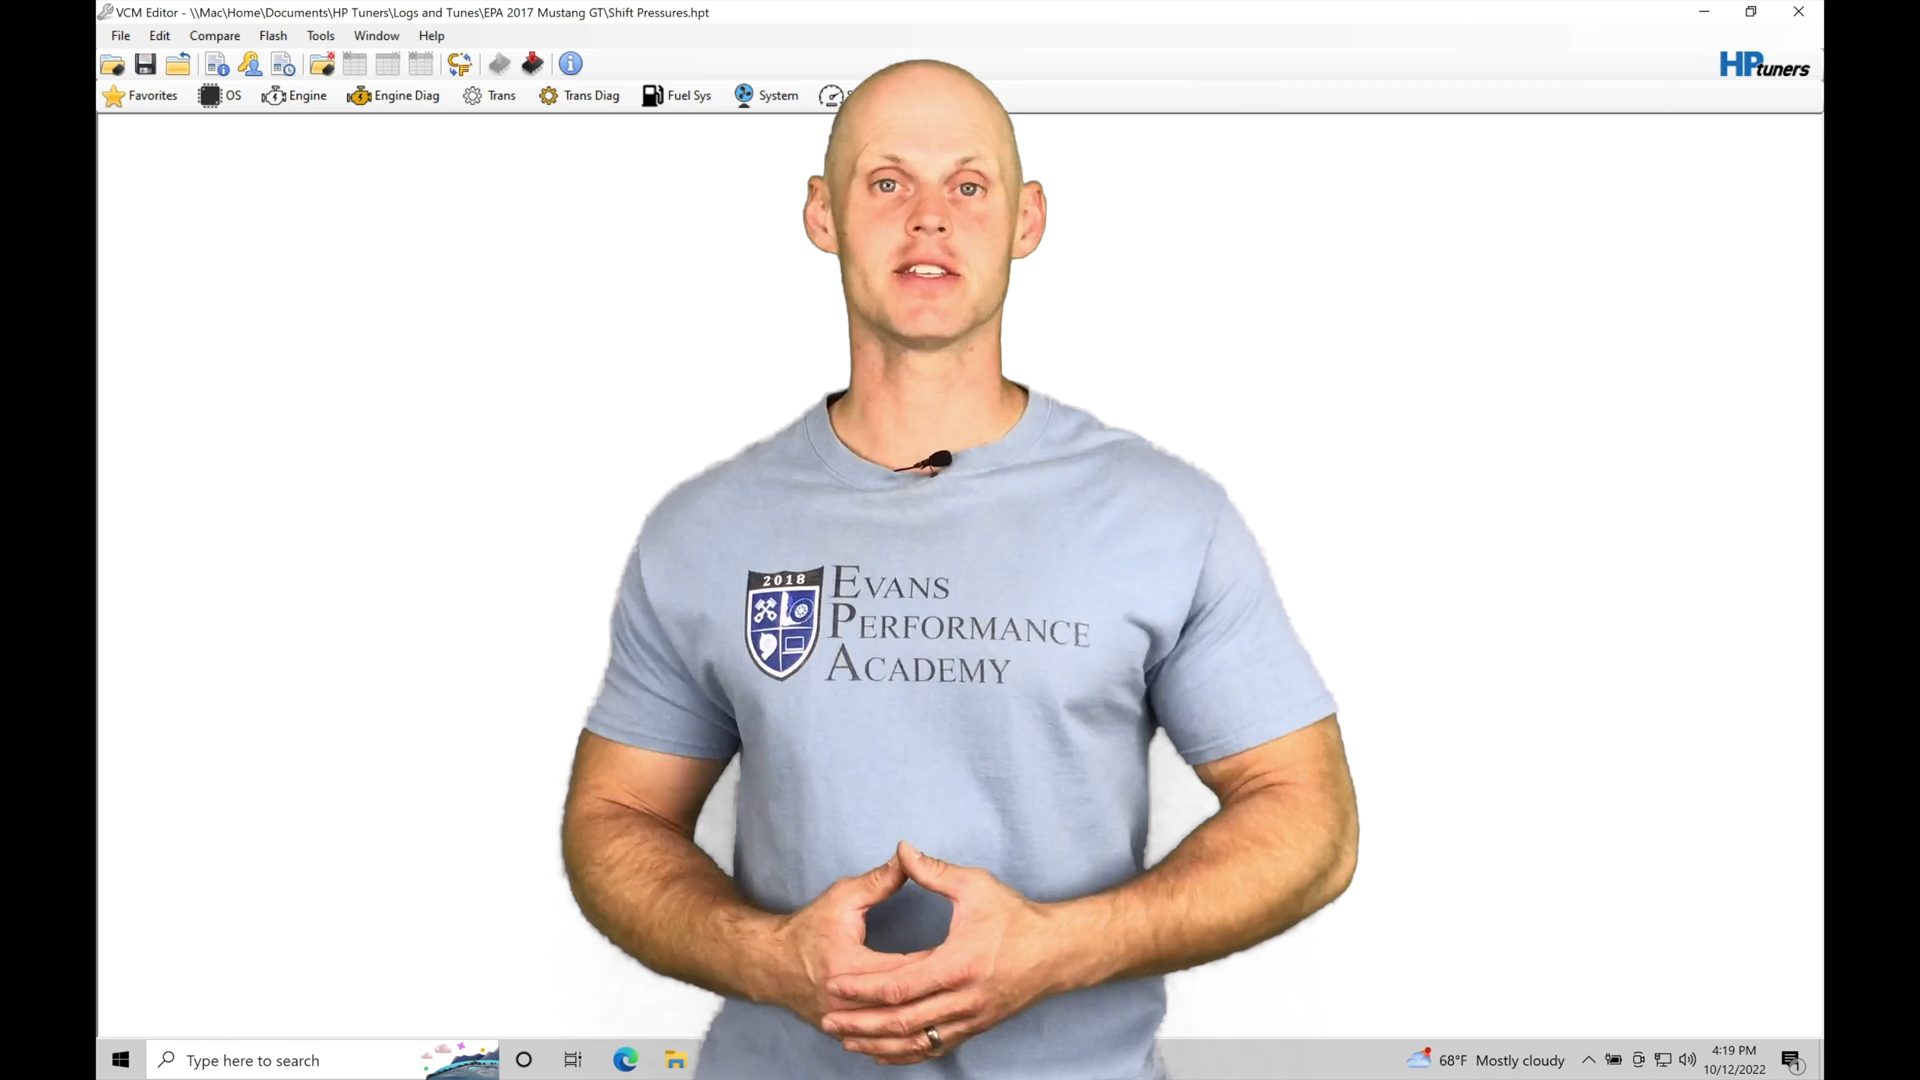 VCM Editor - \\Mac\Home\Documents\HP Tuners\Logs and Tunes\EPA 2017 Mustang GT\Shift Pressures.hpt
File Edit Compare Flash Tools Window Help
HPtuners
Favorites OS Engine Engine Diag Trans Trans Diag Fuel Sys System
2018
EVANS
PERFORMANCE
ACADEMY
Type here to search
68°F Mostly cloudy
4:19 PM
10/12/2022
1